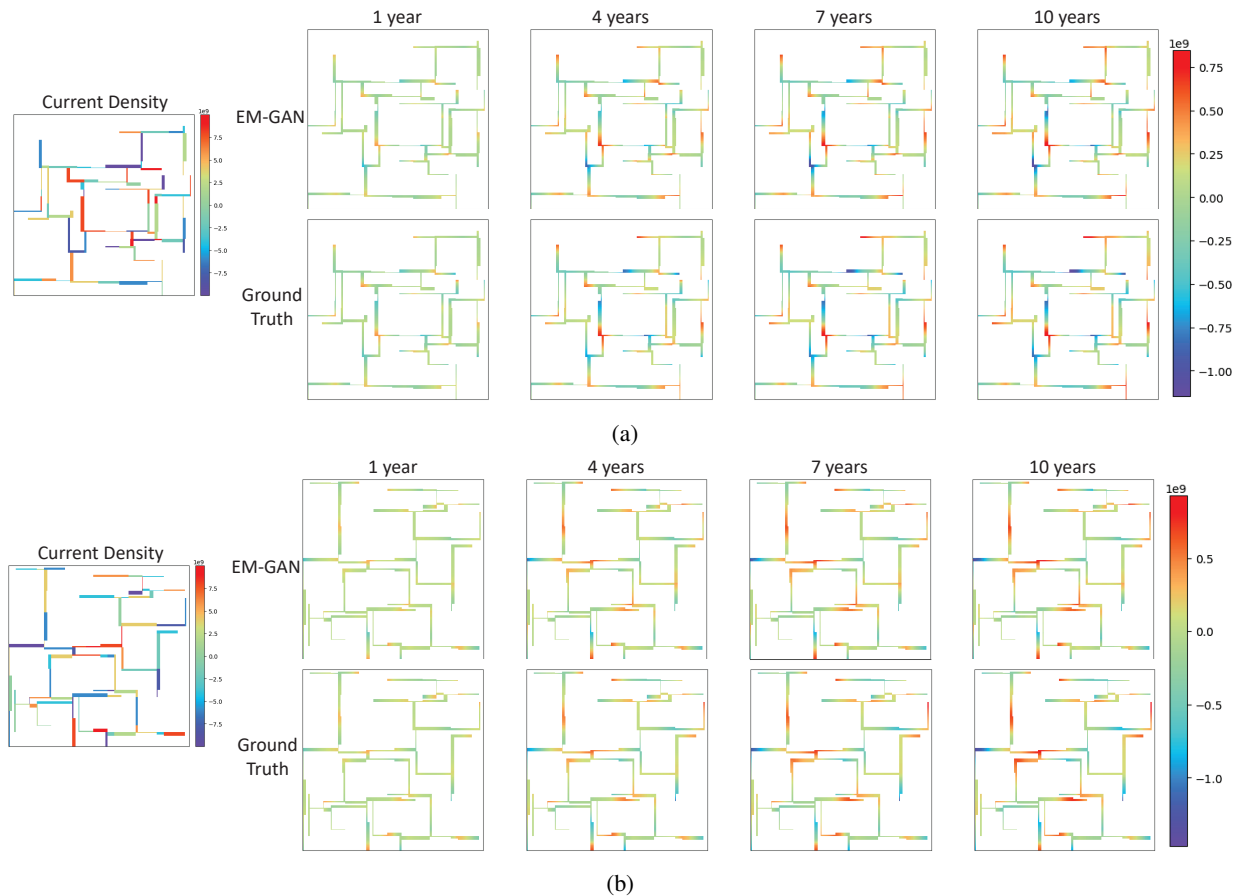 1 year
4 years
7 years
10 years
1e9
0.75
0.50
0.25
0.00
−0.25
−0.50
−0.75
−1.00
Current Density
1e9
7.5
5.0
2.5
0.0
−2.5
−5.0
−7.5
EM-GAN
Ground
Truth
(a)
1 year
4 years
7 years
10 years
1e9
0.5
0.0
−0.5
−1.0
Current Density
1e9
7.5
5.0
2.5
0.0
−2.5
−5.0
−7.5
EM-GAN
Ground
Truth
(b)